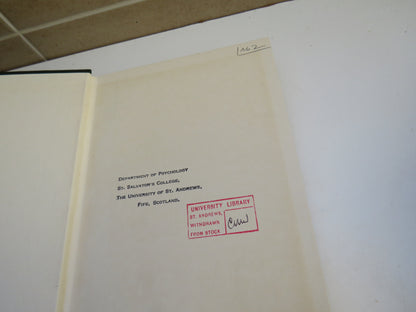 162
DEPARTMENT OF PSYCHOLOGY
ST. SALVATOR'S COLLEGE,
THE UNIVERSITY OF ST. ANDREWS,
FIFE, SCOTLAND.
UNIVERSITY LIBRARY
ST. ANDREWS,
WITHDRAWN
FROM STOCK